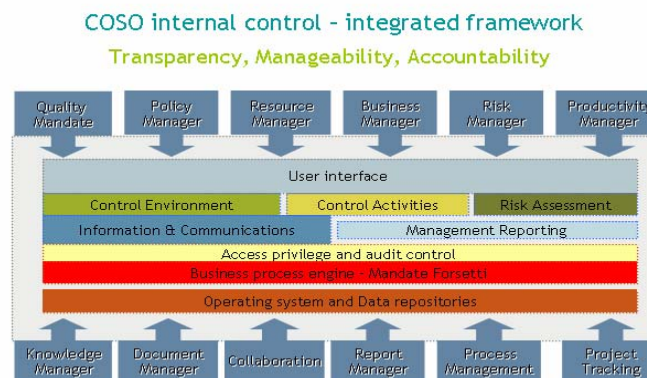 COSO internal control - integrated framework
Transparency, Manageability, Accountability
Quality
Mandate
Policy
Manager
Resource
Manager
Business
Manager
Risk
Manager
Productivity
Manager
User interface
Control Environment
Control Activities
Risk Assessment
Information & Communications
Management Reporting
Access privilege and audit control
Business process engine - Mandate Forsetti
Operating system and Data repositories
Knowledge
Manager
Document
Manager
Collaboration
Report
Manager
Process
Management
Project
Tracking